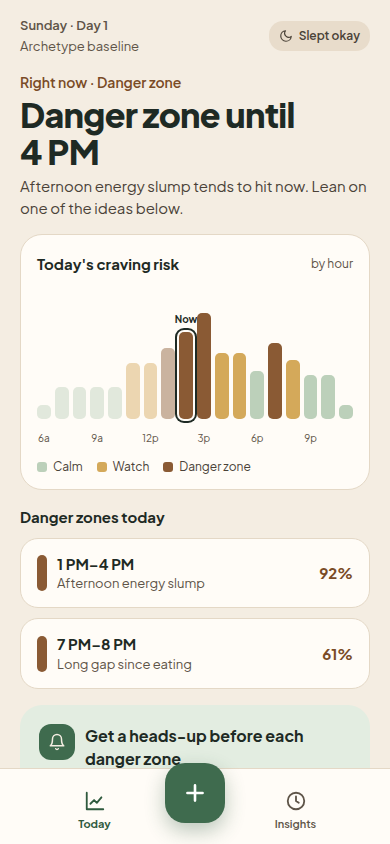 Sunday · Day 1
Archetype baseline
Slept okay
Right now · Danger zone
Danger zone until
4 PM
Afternoon energy slump tends to hit now. Lean on
one of the ideas below.
Today's craving risk
by hour
Now
6a 9a 12p 3p 6p 9p
Calm Watch Danger zone
Danger zones today
1 PM–4 PM
Afternoon energy slump
92%
7 PM–8 PM
Long gap since eating
61%
Get a heads-up before each
danger zone
Today
Insights